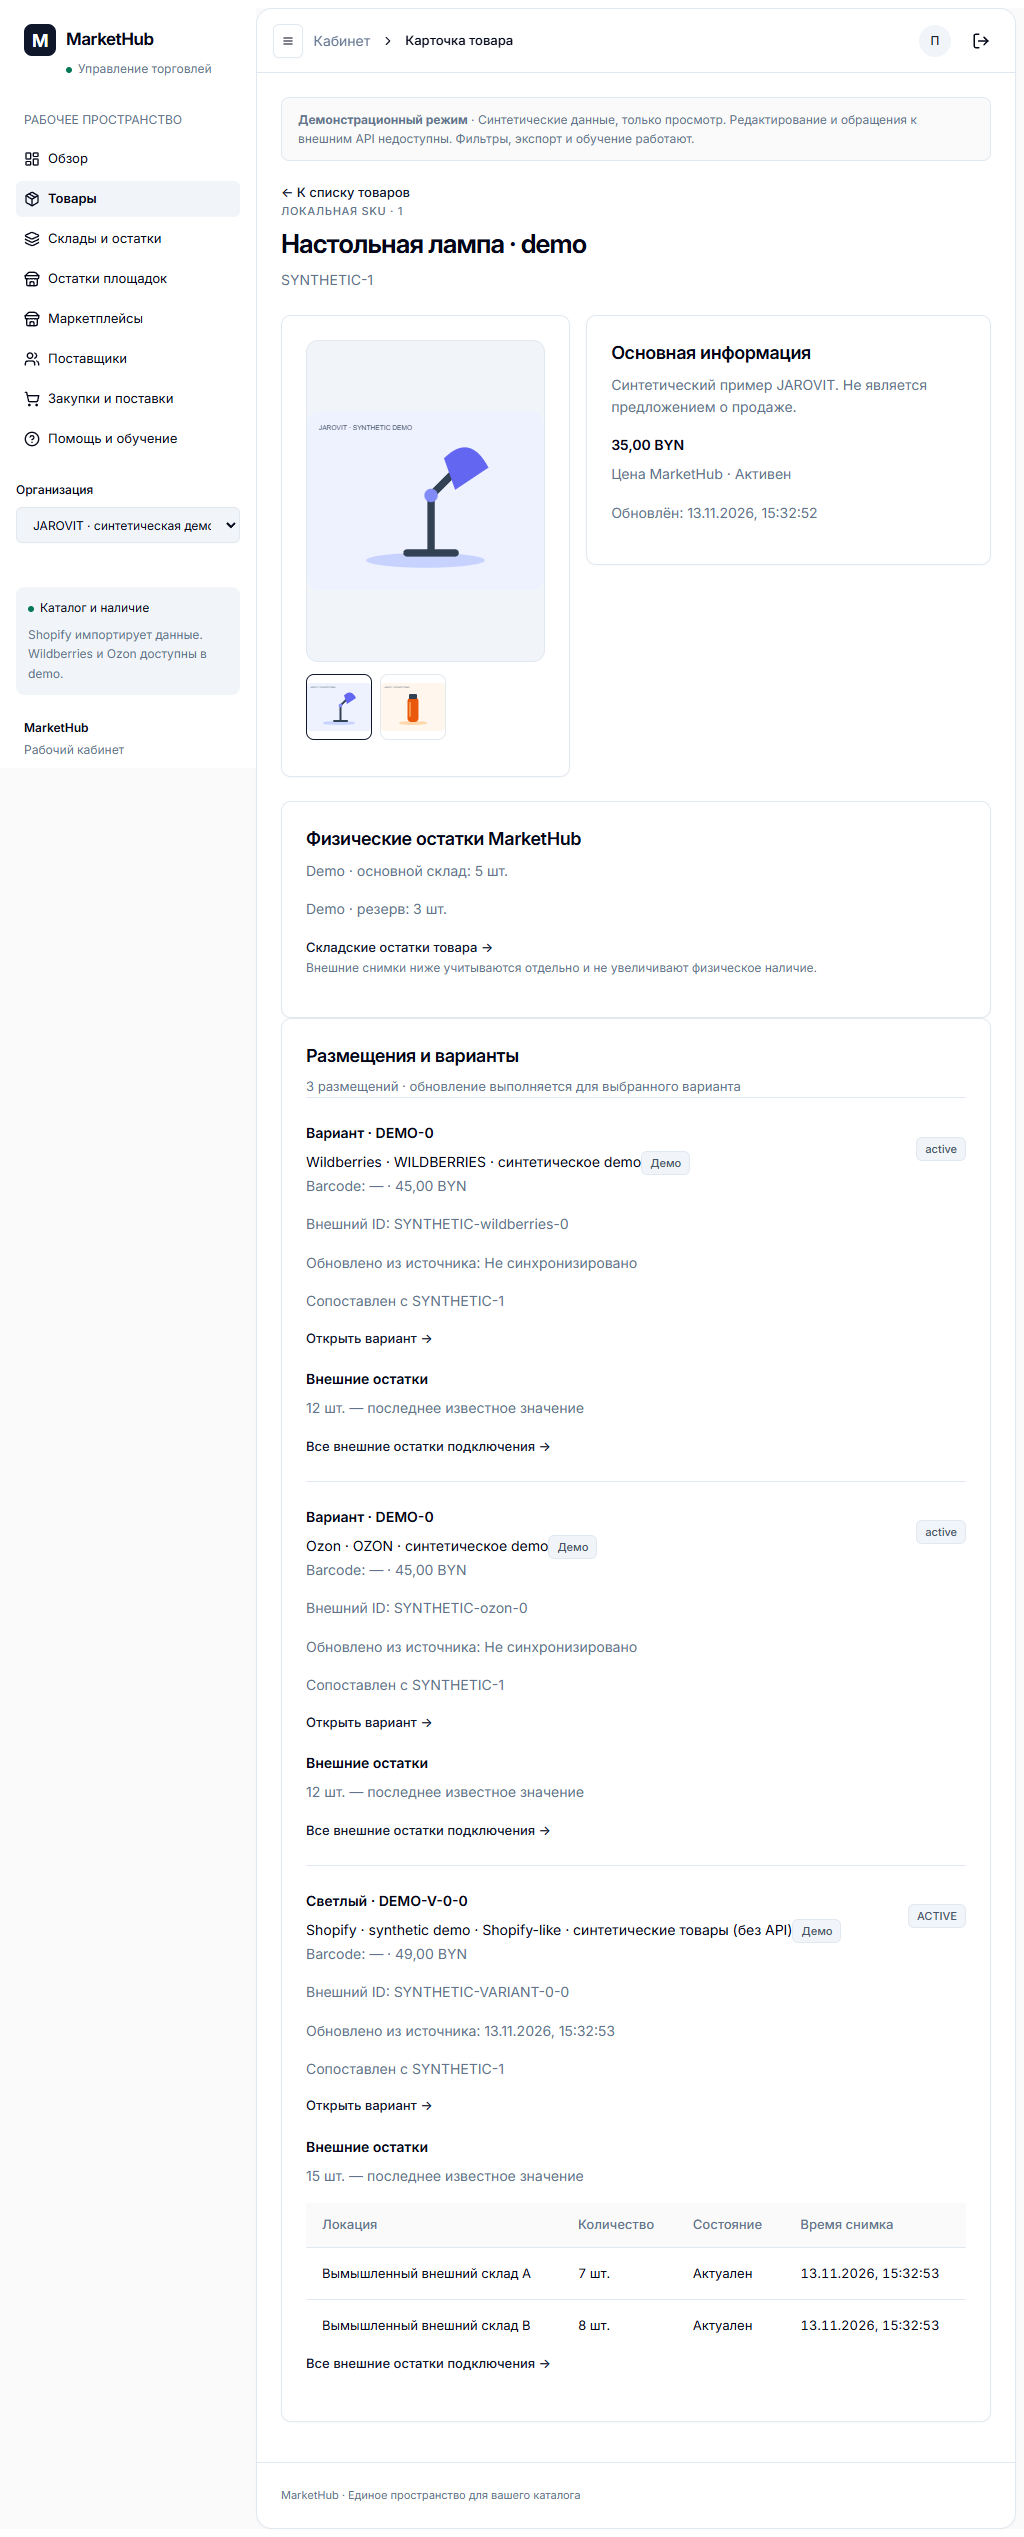 M MarketHub
Управление торговлей
РАБОЧЕЕ ПРОСТРАНСТВО
Обзор
Товары
Склады и остатки
Остатки площадок
Маркетплейсы
Поставщики
Закупки и поставки
Помощь и обучение
Организация
JAROVIT · синтетическая
Каталог и наличие
Shopify импортирует данные.
Wildberries и Ozon доступны в
demo.
MarketHub
Рабочий кабинет
Кабинет > Карточка товара
П
Демонстрационный режим · Синтетические данные, только просмотр. Редактирование и обращения к
внешним API недоступны. Фильтры, экспорт и обучение работают.
← К списку товаров
ЛОКАЛЬНАЯ SKU · 1
Настольная лампа · demo
SYNTHETIC-1
JAROVIT · SYNTHETIC DEMO
Основная информация
Синтетический пример JAROVIT. Не является
предложением о продаже.
35,00 BYN
Цена MarketHub · Активен
Обновлён: 13.11.2026, 15:32:52
Физические остатки MarketHub
Demo · основной склад: 5 шт.
Demo · резерв: 3 шт.
Складские остатки товара →
Внешние снимки ниже учитываются отдельно и не увеличивают физическое наличие.
Размещения и варианты
3 размещений · обновление выполняется для выбранного варианта
Вариант · DEMO-0
active
Wildberries · WILDBERRIES · синтетическое demo Демо
Barcode: — · 45,00 BYN
Внешний ID: SYNTHETIC-wildberries-0
Обновлено из источника: Не синхронизировано
Сопоставлен с SYNTHETIC-1
Открыть вариант →
Внешние остатки
12 шт. — последнее известное значение
Все внешние остатки подключения →
Вариант · DEMO-0
active
Ozon · OZON · синтетическое demo Демо
Barcode: — · 45,00 BYN
Внешний ID: SYNTHETIC-ozon-0
Обновлено из источника: Не синхронизировано
Сопоставлен с SYNTHETIC-1
Открыть вариант →
Внешние остатки
12 шт. — последнее известное значение
Все внешние остатки подключения →
Светлый · DEMO-V-0-0
ACTIVE
Shopify · synthetic demo · Shopify-like · синтетические товары (без API) Демо
Barcode: — · 49,00 BYN
Внешний ID: SYNTHETIC-VARIANT-0-0
Обновлено из источника: 13.11.2026, 15:32:53
Сопоставлен с SYNTHETIC-1
Открыть вариант →
Внешние остатки
15 шт. — последнее известное значение
Локация Количество Состояние Время снимка
Вымышленный внешний склад A 7 шт. Актуален 13.11.2026, 15:32:53
Вымышленный внешний склад B 8 шт. Актуален 13.11.2026, 15:32:53
Все внешние остатки подключения →
MarketHub · Единое пространство для вашего каталога